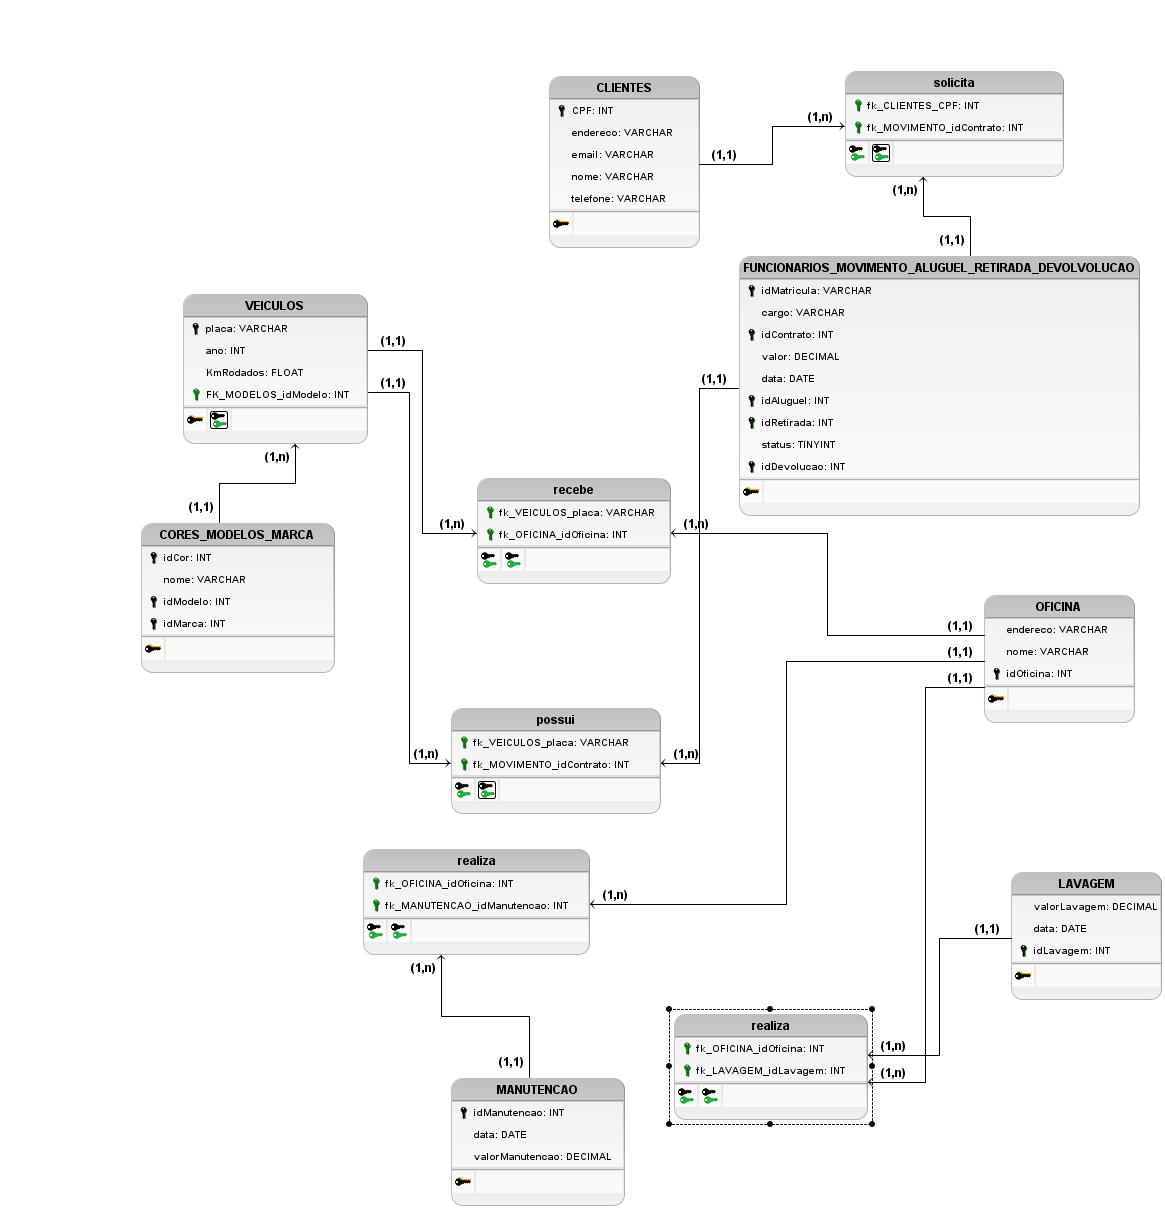 CLIENTES
CPF: INT
endereco: VARCHAR
email: VARCHAR
nome: VARCHAR
telefone: VARCHAR
(1,1)
(1,n)
solicita
fk_CLIENTES_CPF: INT
fk_MOVIMENTO_idContrato: INT
(1,n)
(1,1)
FUNCIONARIOS_MOVIMENTO_ALUGUEL_RETIRADA_DEVOLVOLUCAO
idMatricula: VARCHAR
cargo: VARCHAR
idContrato: INT
valor: DECIMAL
data: DATE
idAluguel: INT
idRetirada: INT
status: TINYINT
idDevolucao: INT
(1,1)
VEICULOS
placa: VARCHAR
ano: INT
KmRodados: FLOAT
FK_MODELOS_idModelo: INT
(1,1)
(1,1)
(1,n)
(1,1)
CORES_MODELOS_MARCA
idCor: INT
nome: VARCHAR
idModelo: INT
idMarca: INT
recebe
fk_VEICULOS_placa: VARCHAR
fk_OFICINA_idOficina: INT
(1,n)
(1,n)
OFICINA
endereco: VARCHAR
nome: VARCHAR
idOficina: INT
(1,1)
(1,1)
(1,1)
possui
fk_VEICULOS_placa: VARCHAR
fk_MOVIMENTO_idContrato: INT
(1,n)
(1,n)
realiza
fk_OFICINA_idOficina: INT
fk_MANUTENCAO_idManutencao: INT
(1,n)
(1,n)
(1,1)
LAVAGEM
valorLavagem: DECIMAL
data: DATE
idLavagem: INT
(1,1)
realiza
fk_OFICINA_idOficina: INT
fk_LAVAGEM_idLavagem: INT
(1,n)
(1,n)
MANUTENCAO
idManutencao: INT
data: DATE
valorManutencao: DECIMAL